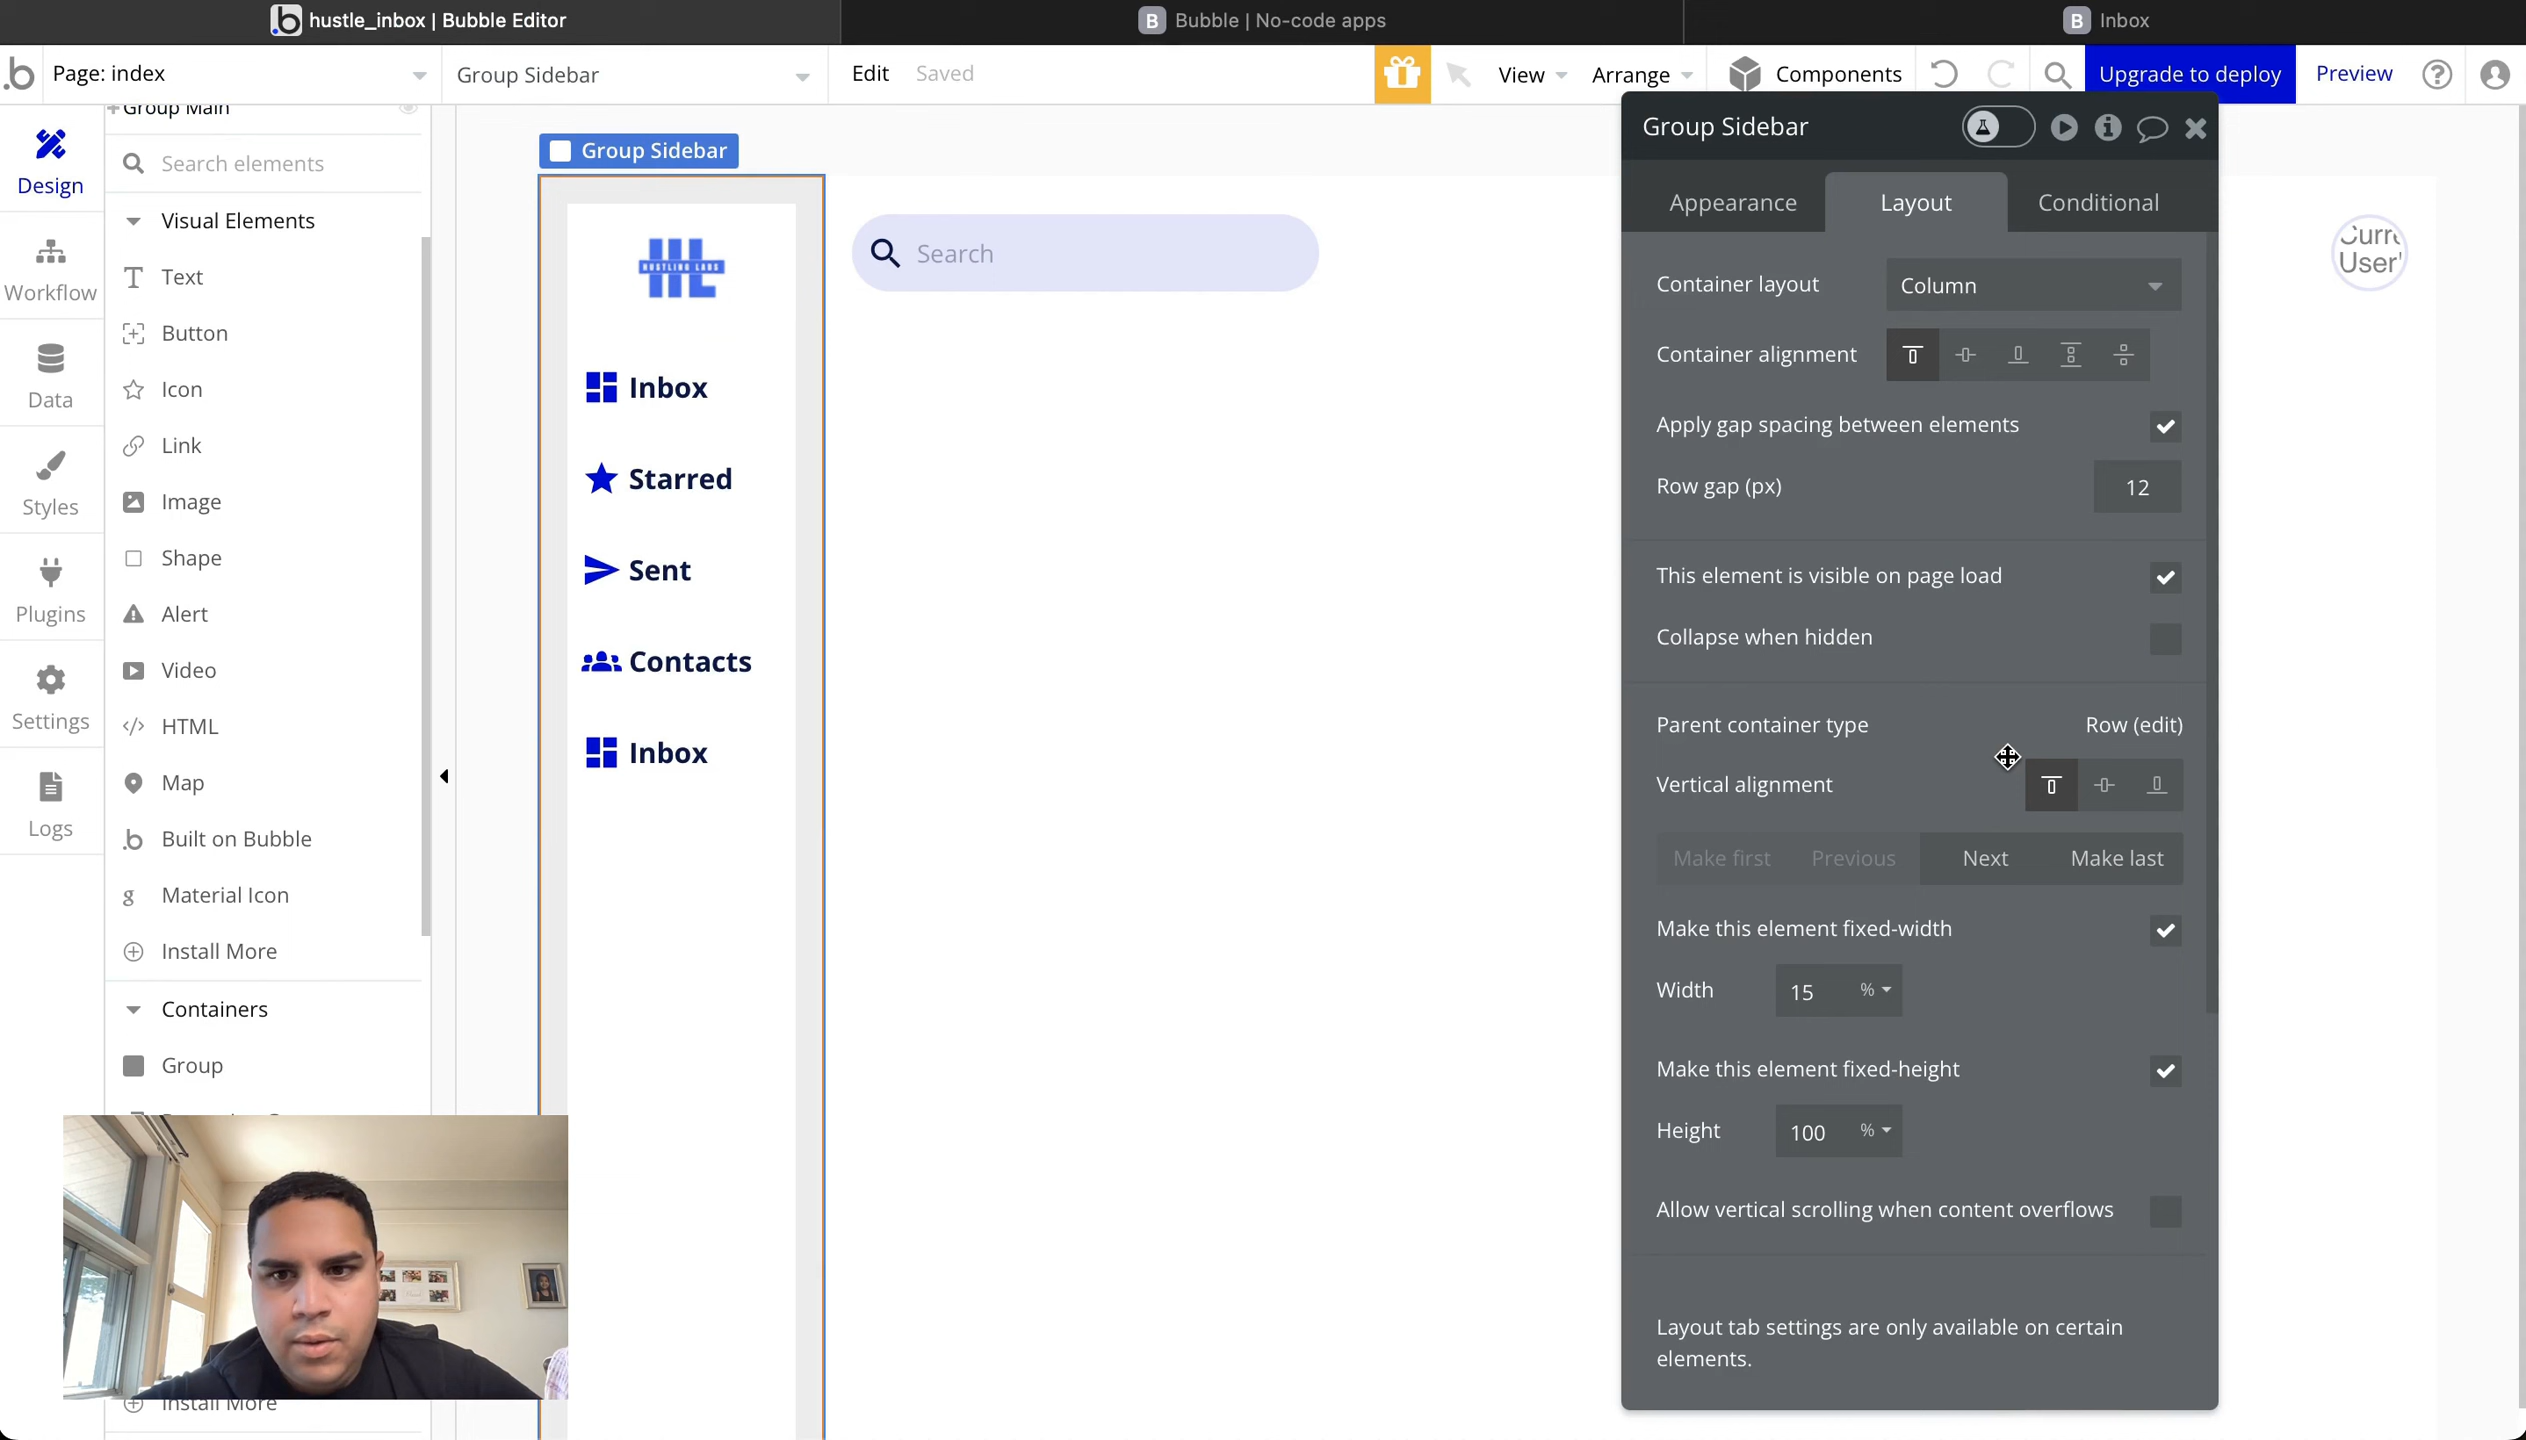 hustle_inbox | Bubble Editor
B Bubble | No-code apps
B Inbox
Page: index
Group Sidebar
Edit
Saved
View
Arrange
Components
Upgrade to deploy
Preview
Group Main
Search elements
Design
Workflow
Data
Styles
Plugins
Settings
Logs
Visual Elements
Text
Button
Icon
Link
Image
Shape
Alert
Video
HTML
Map
Built on Bubble
Material Icon
Install More
Containers
Group
Install More
Group Sidebar
HUSTLING LABS
Inbox
Starred
Sent
Contacts
Inbox
Search
Group Sidebar
Appearance
Layout
Conditional
Container layout
Column
Container alignment
Apply gap spacing between elements
Row gap (px)
12
This element is visible on page load
Collapse when hidden
Parent container type
Row (edit)
Vertical alignment
Make first
Previous
Next
Make last
Make this element fixed-width
Width
15
%
Make this element fixed-height
Height
100
%
Allow vertical scrolling when content overflows
Layout tab settings are only available on certain
elements.
Curre
User'